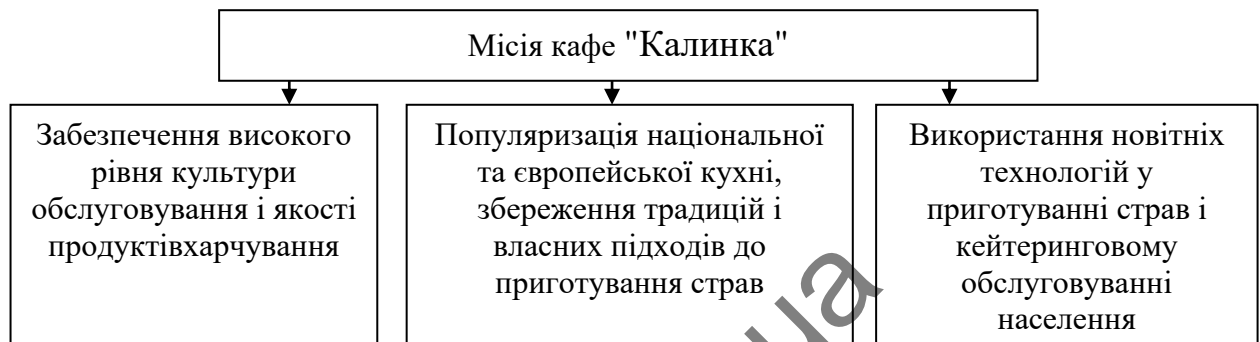 Місія кафе "Калинка"
Забезпечення високого
рівня культури
обслуговування і якості
продуктівхарчування
Популяризація національної
та європейської кухні,
збереження традицій і
власних підходів до
приготування страв
Використання новітніх
технологій у
приготуванні страв і
кейтеринговому
обслуговуванні
населення
ua